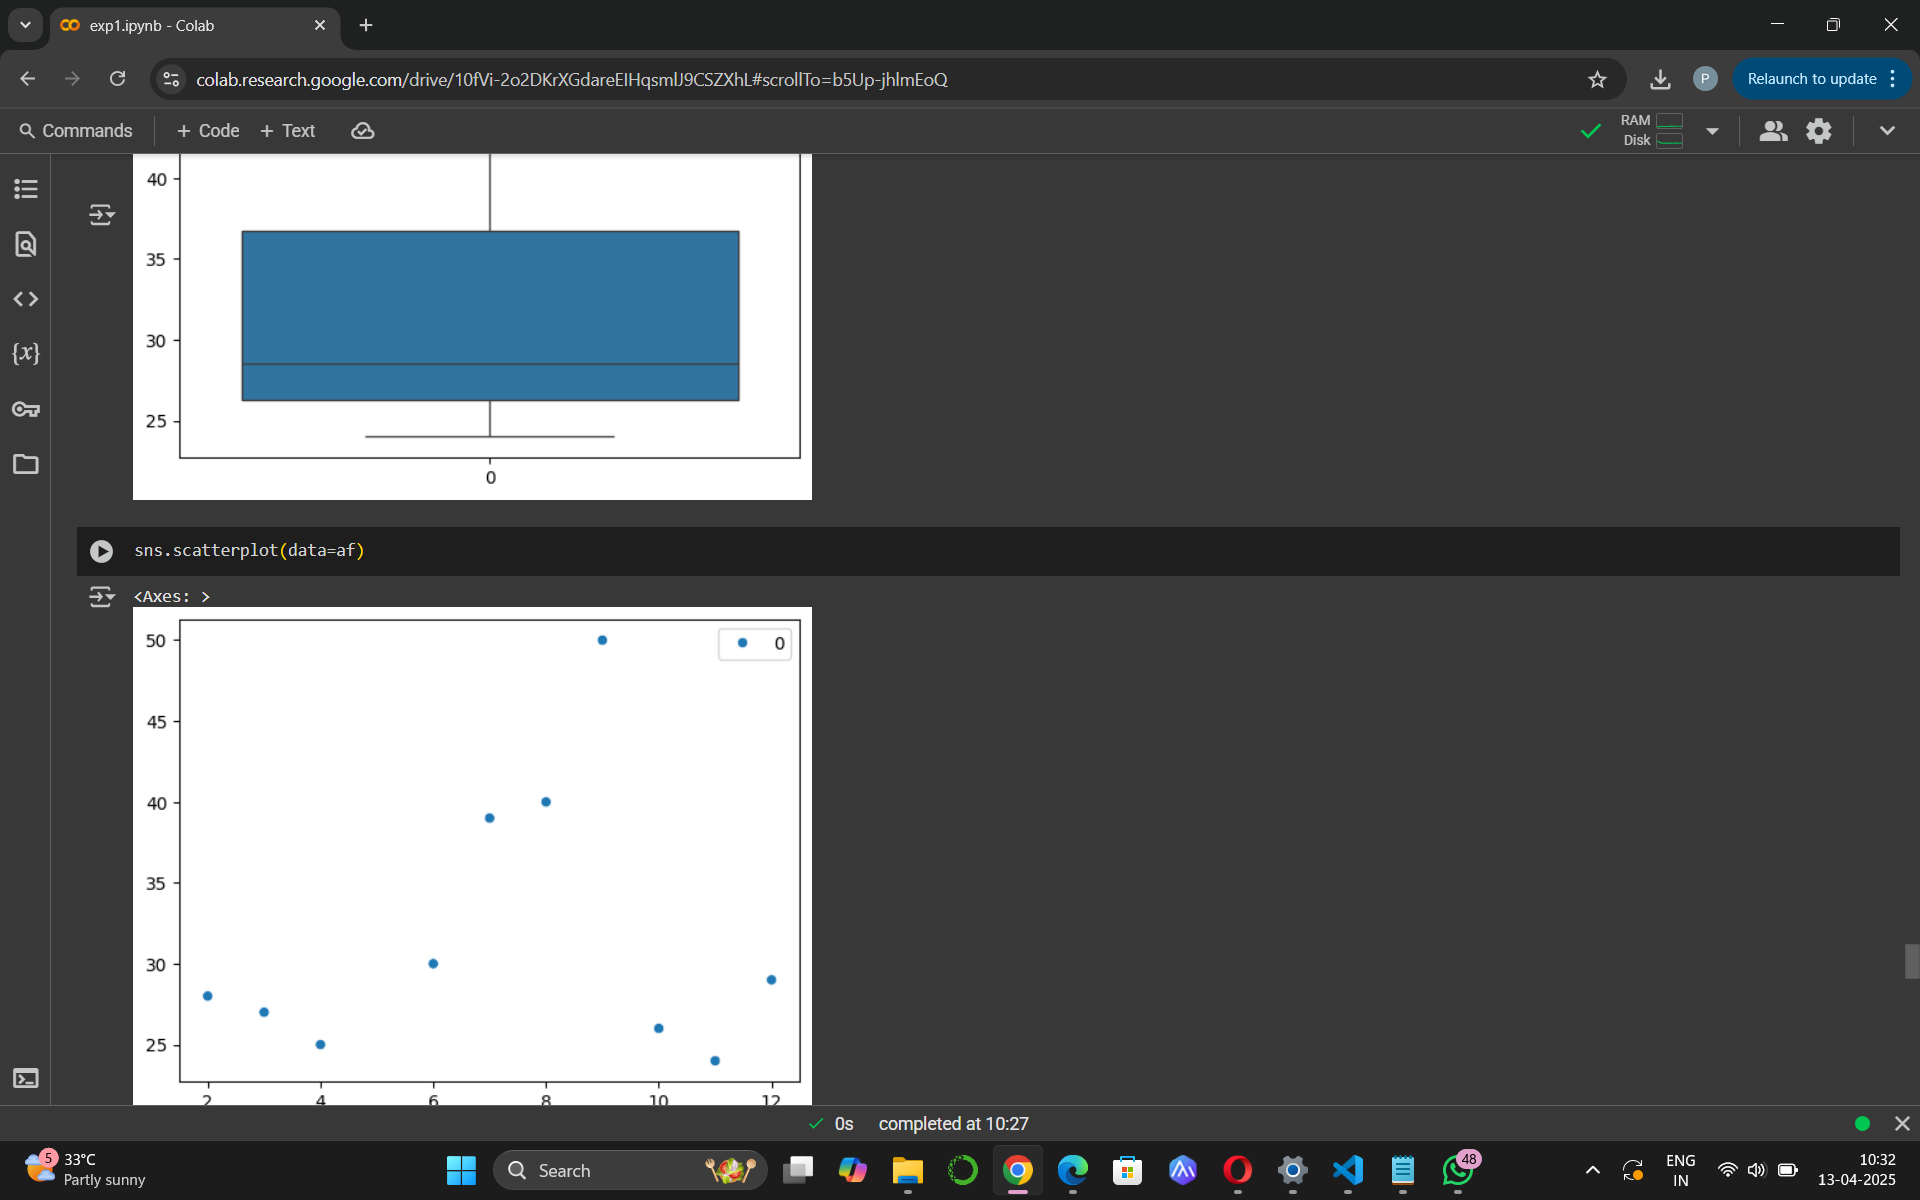 exp1.ipynb - Colab
colab.research.google.com/drive/10fVi-2o2DKrXGdareEIHqsmlJ9CSZXhL#scrollTo=b5Up-jhlmEoQ
P
Relaunch to update
Commands
+ Code + Text
RAM
Disk
40
35
30
25
0
{x}
sns.scatterplot(data=af)
<Axes: >
50
45
40
35
30
25
0
2 4 6 8 10 12
0s completed at 10:27
5
33°C
Partly sunny
Search
48
ENG
IN
10:32
13-04-2025